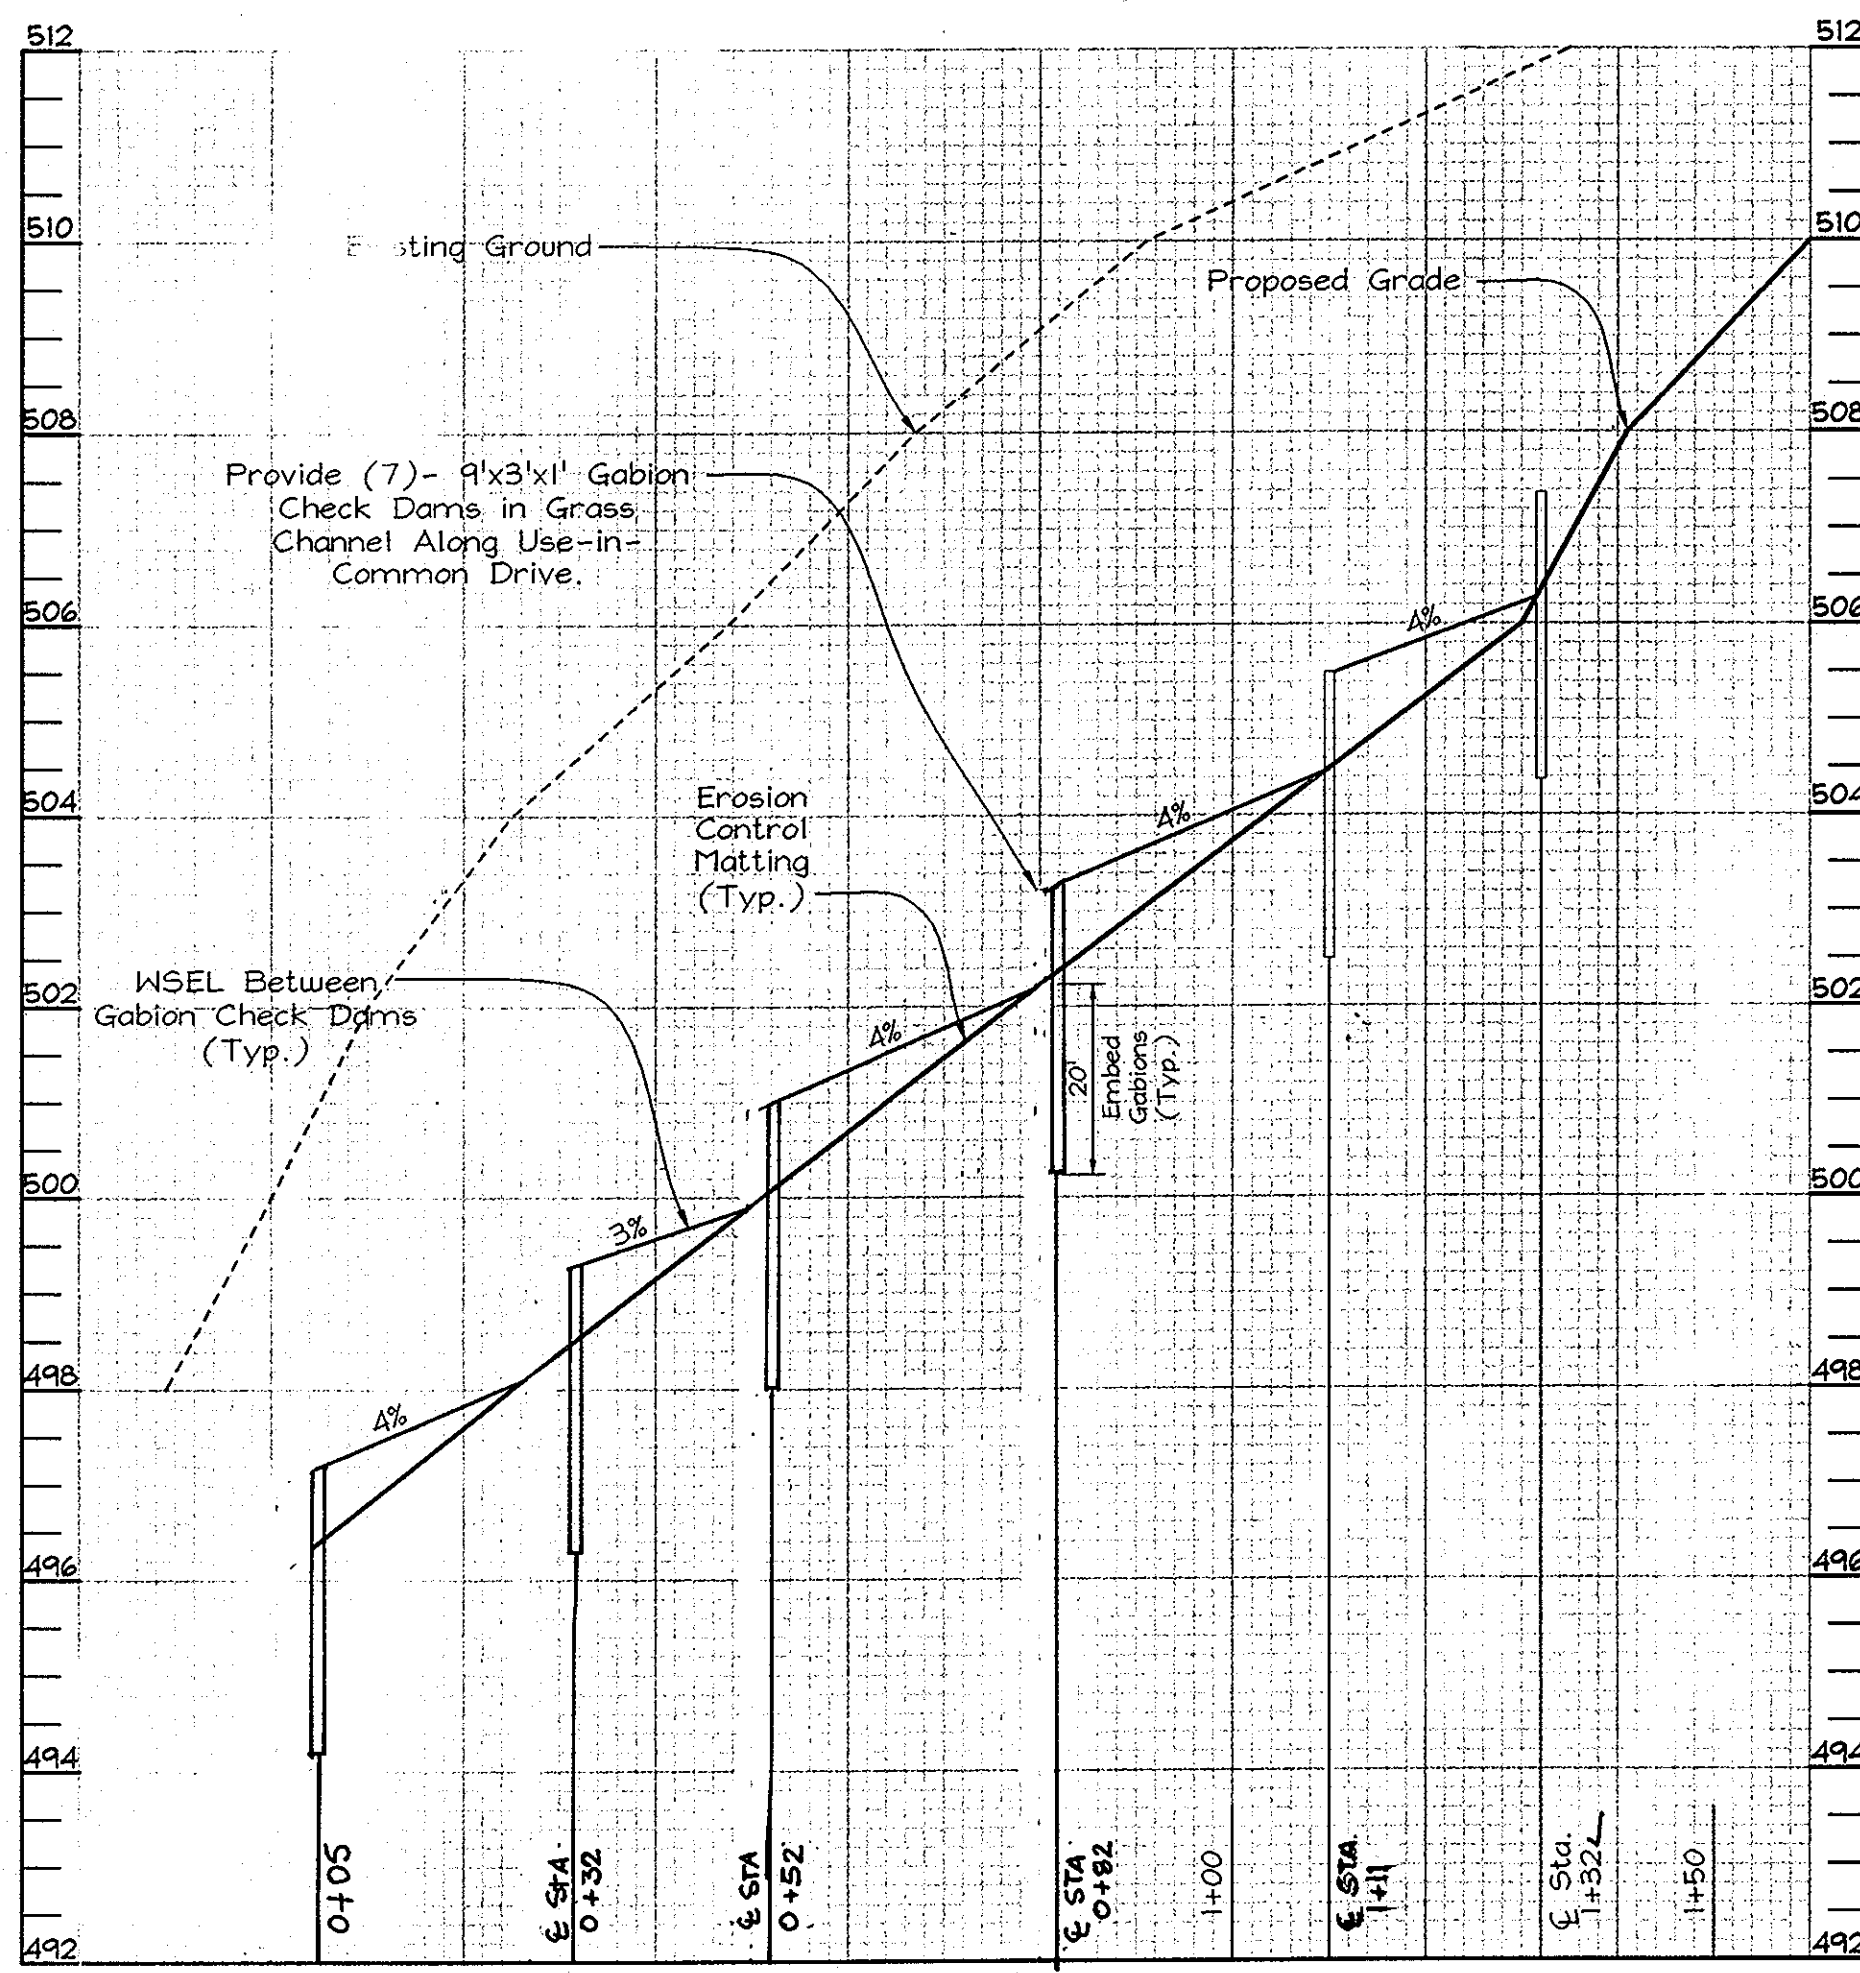 512
512
510
510
508
508
506
506
504
504
502
502
500
500
498
498
496
496
494
494
492
492
sting Ground
Proposed Grade
Provide (7)- 9'x3'x1' Gabion
Check Dams in Grass
Channel Along Use-in-
Common Drive.
Erosion
Control
Matting
(Typ.)
WSEL Between
Gabion Check Dams
(Typ.)
4%
4%
4%
3%
4%
20'
Embed
Gabions
(Typ.)
0+05
℄ STA
0+32
℄ STA
0+52
℄ STA
0+82
1+00
℄ STA.
1+11
℄ Sta.
1+32
1+50